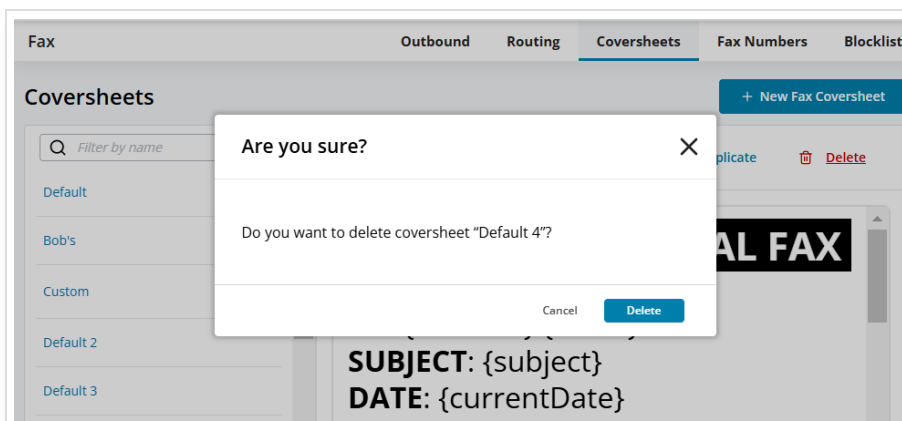 Fax
Outbound Routing Coversheets Fax Numbers Blocklist
Coversheets
+ New Fax Coversheet
Filter by name
plicate
Delete
Are you sure?
Do you want to delete coversheet “Default 4”?
Cancel
Delete
Default
Bob's
Custom
Default 2
Default 3
AL FAX
SUBJECT: {subject}
DATE: {currentDate}